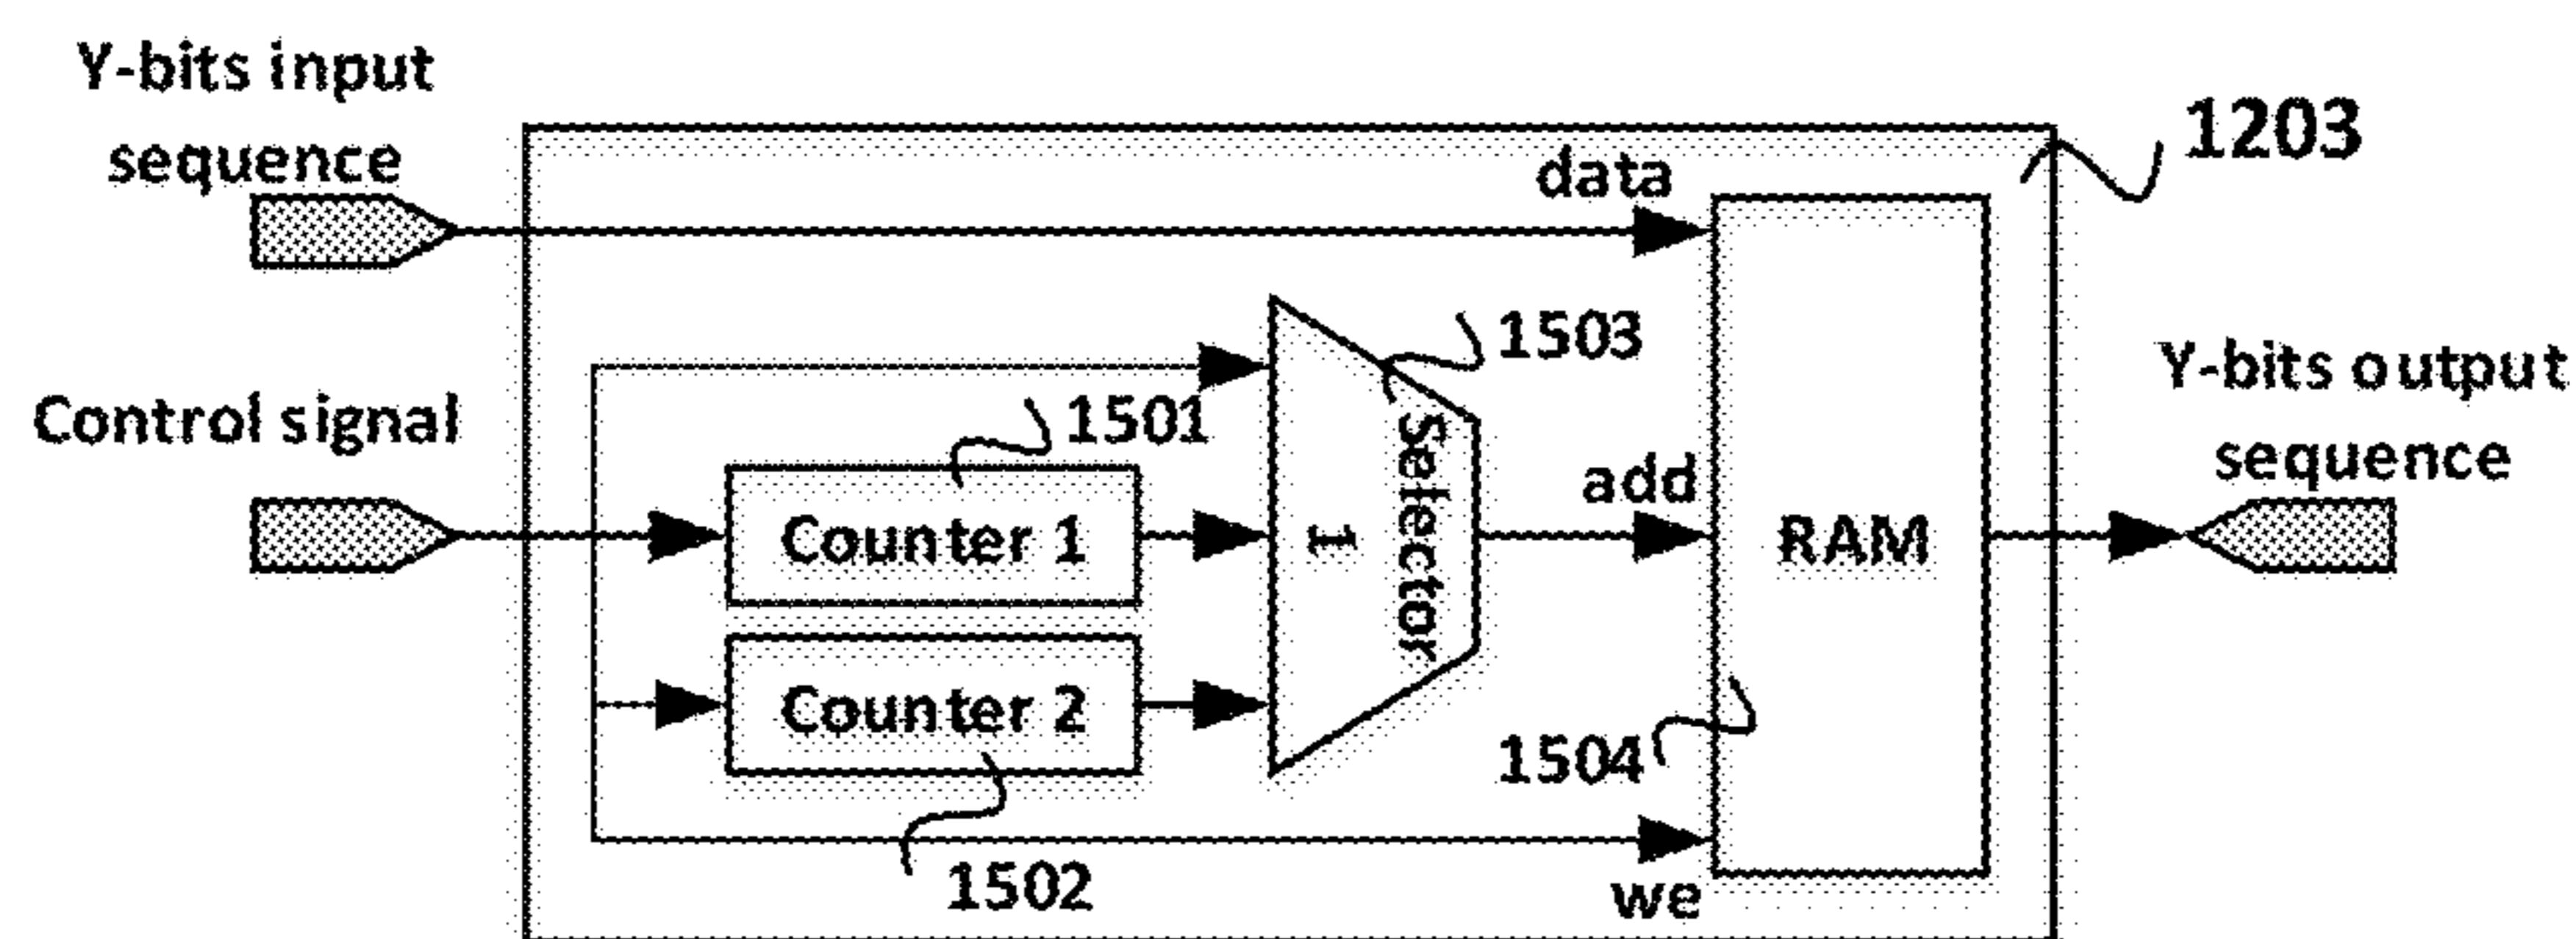 Y-bits input
sequence
1203
data
1503
Control signal
1501
Y-bits output
sequence
Counter 1
Selector
1
add
RAM
Counter 2
1504
1502
we